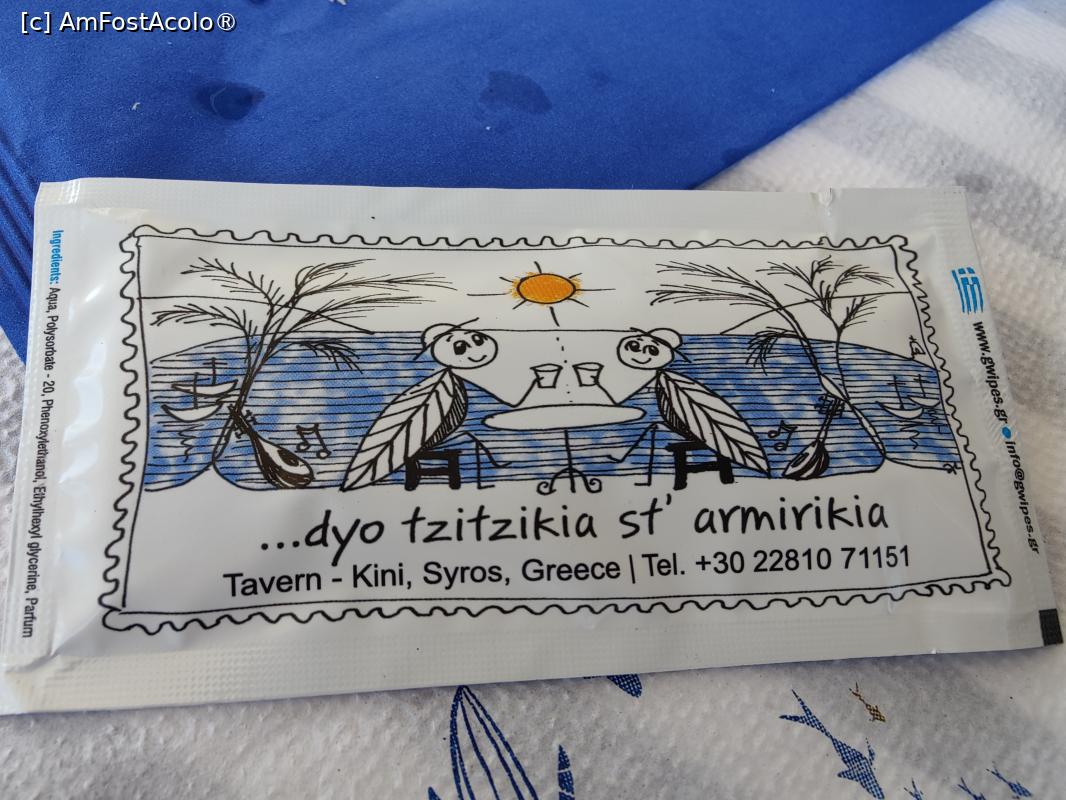 [c] AmFostAcolo®
Ingredients: Aqua, Polysorbate - 20, Phenoxylethanol, Ethylhexyl glycerine, Parfum
...dyo tzitzikia st' armirikia
Tavern - Kini, Syros, Greece | Tel. +30 22810 71151
www.gwipes.gr ● info@gwipes.gr